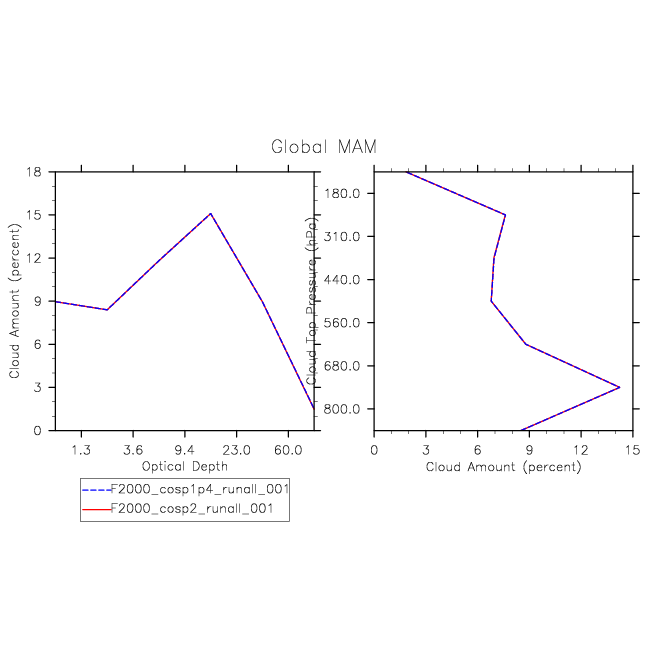 Global MAM
18
15
12
9
6
3
0
Cloud Amount (percent)
1.3 3.6 9.4 23.0 60.0
Optical Depth
Cloud Top Pressure (hPa)
180.0
310.0
440.0
560.0
680.0
800.0
0 3 6 9 12 15
Cloud Amount (percent)
F2000_cosp1p4_runall_001
F2000_cosp2_runall_001